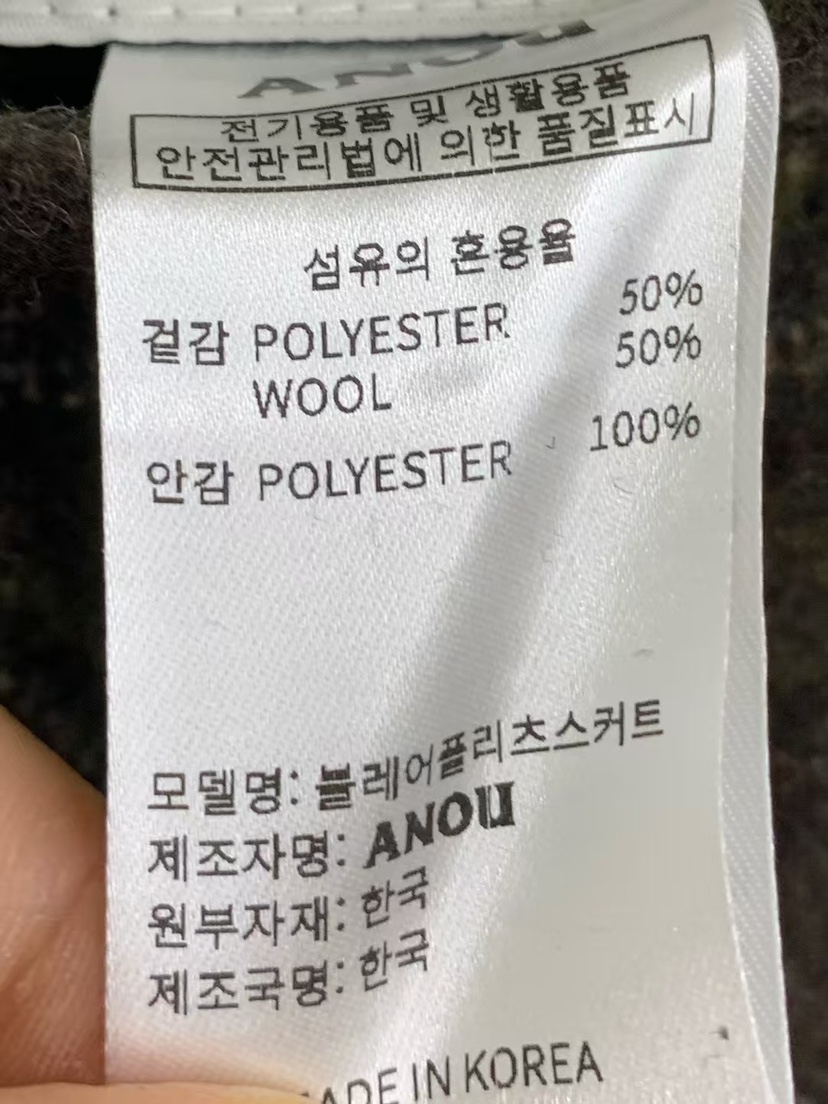 ANOU
전기용품 및 생활용품
안전관리법에 의한 품질표시
섬유의 혼용율
겉감 POLYESTER 50%
WOOL 50%
안감 POLYESTER 100%
모델명:블레어플리츠스커트
제조자명: ANOU
원부자재: 한국
제조국명: 한국
ADE IN KOREA